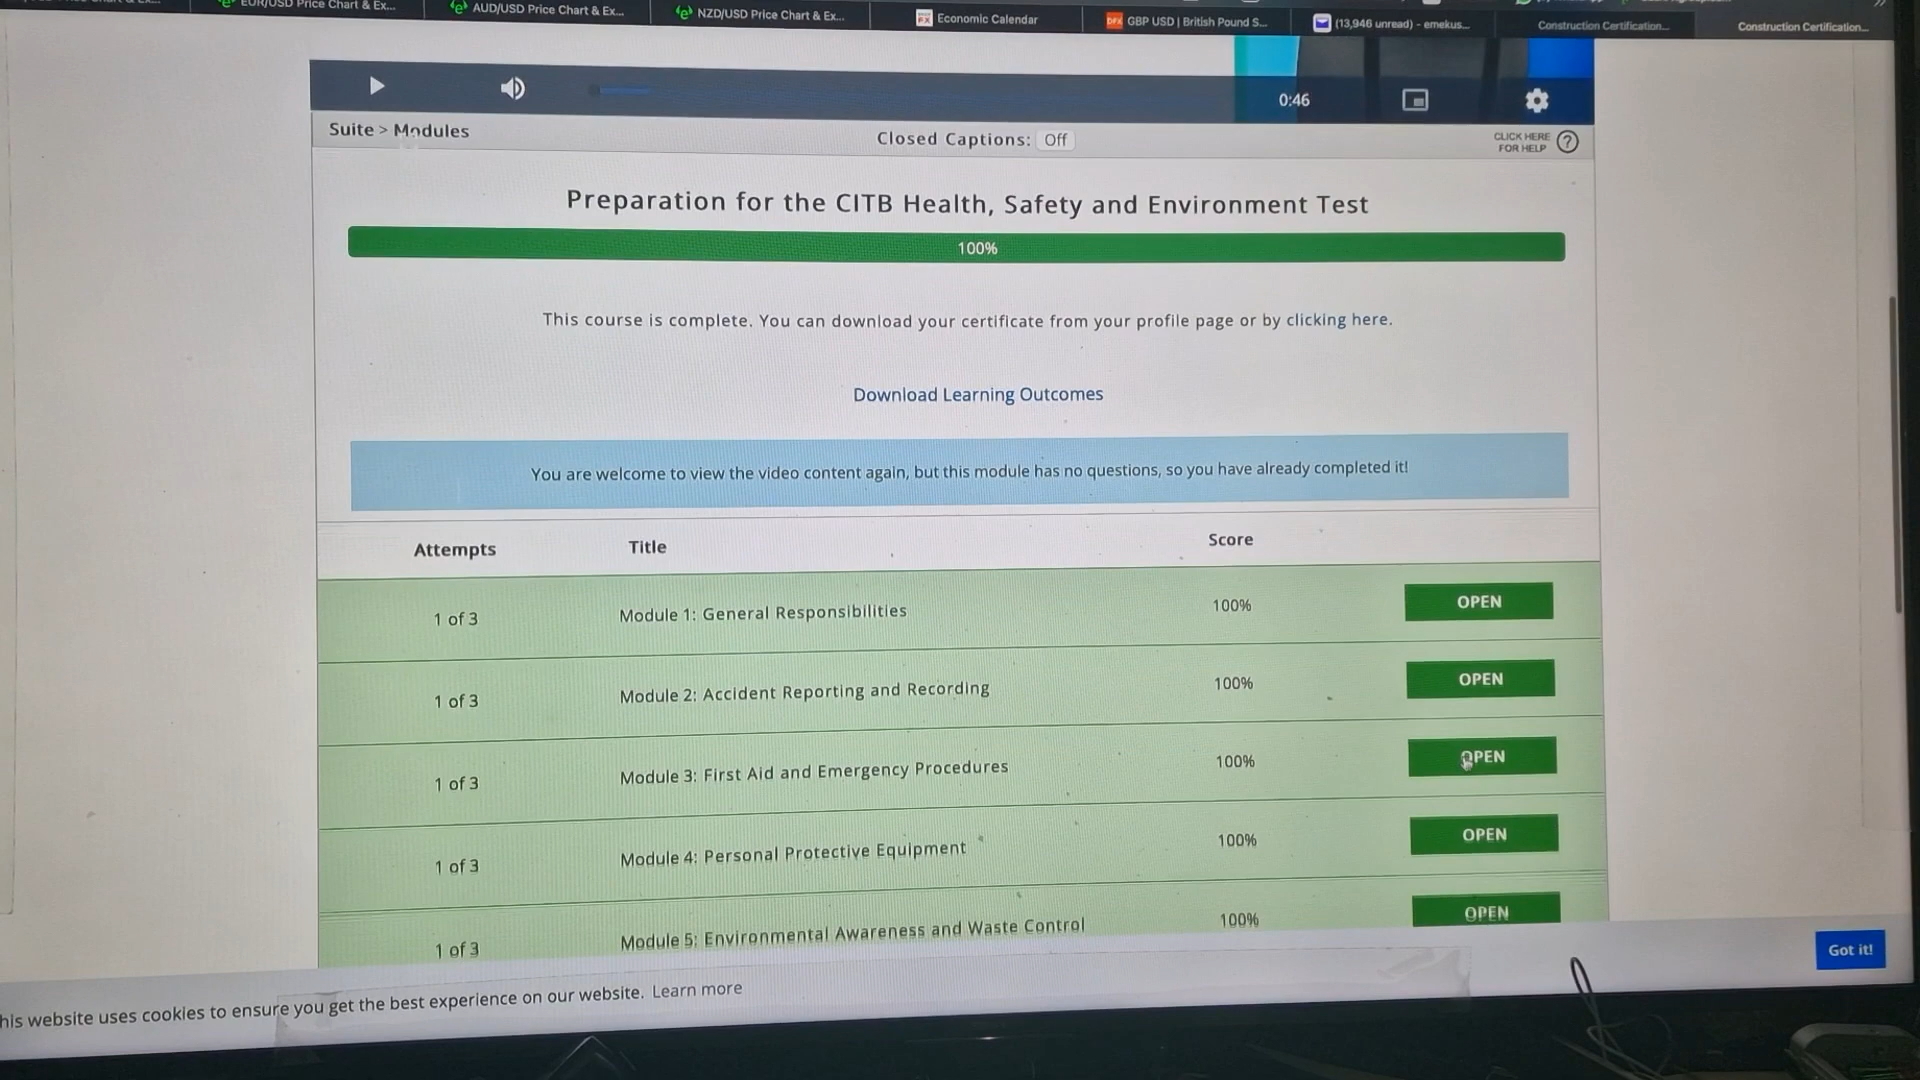 EUR/USD Price Chart & Ex...
AUD/USD Price Chart & Ex...
NZD/USD Price Chart & Ex...
Economic Calendar
GBP USD | British Pound S...
(13,946 unread) - emekus...
Construction Certification...
Construction Certification...
0:46
Suite > Modules
Closed Captions: Off
CLICK HERE
FOR HELP ?
Preparation for the CITB Health, Safety and Environment Test
100%
This course is complete. You can download your certificate from your profile page or by clicking here.
Download Learning Outcomes
You are welcome to view the video content again, but this module has no questions, so you have already completed it!
Attempts Title Score
1 of 3 Module 1: General Responsibilities 100% OPEN
1 of 3 Module 2: Accident Reporting and Recording 100% OPEN
1 of 3 Module 3: First Aid and Emergency Procedures 100% OPEN
1 of 3 Module 4: Personal Protective Equipment 100% OPEN
1 of 3 Module 5: Environmental Awareness and Waste Control 100% OPEN
his website uses cookies to ensure you get the best experience on our website. Learn more
Got it!